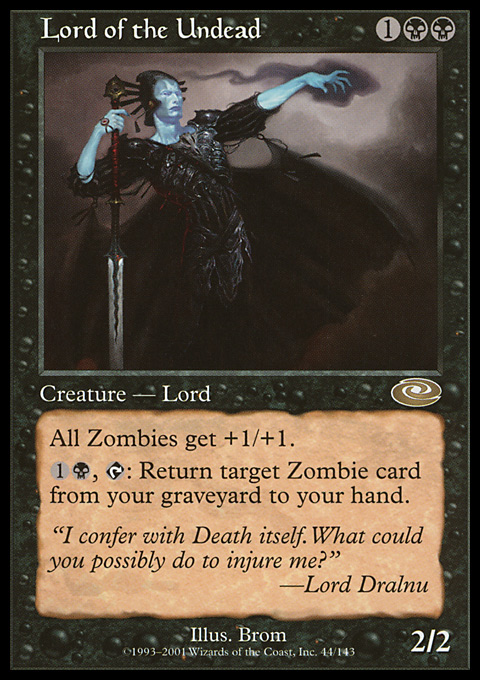 Lord of the Undead 1
Creature — Lord
All Zombies get +1/+1.
1 , : Return target Zombie card
from your graveyard to your hand.
“I confer with Death itself. What could
you possibly do to injure me?”
—Lord Dralnu
Illus. Brom
©1993–2001 Wizards of the Coast, Inc. 44/143
2/2